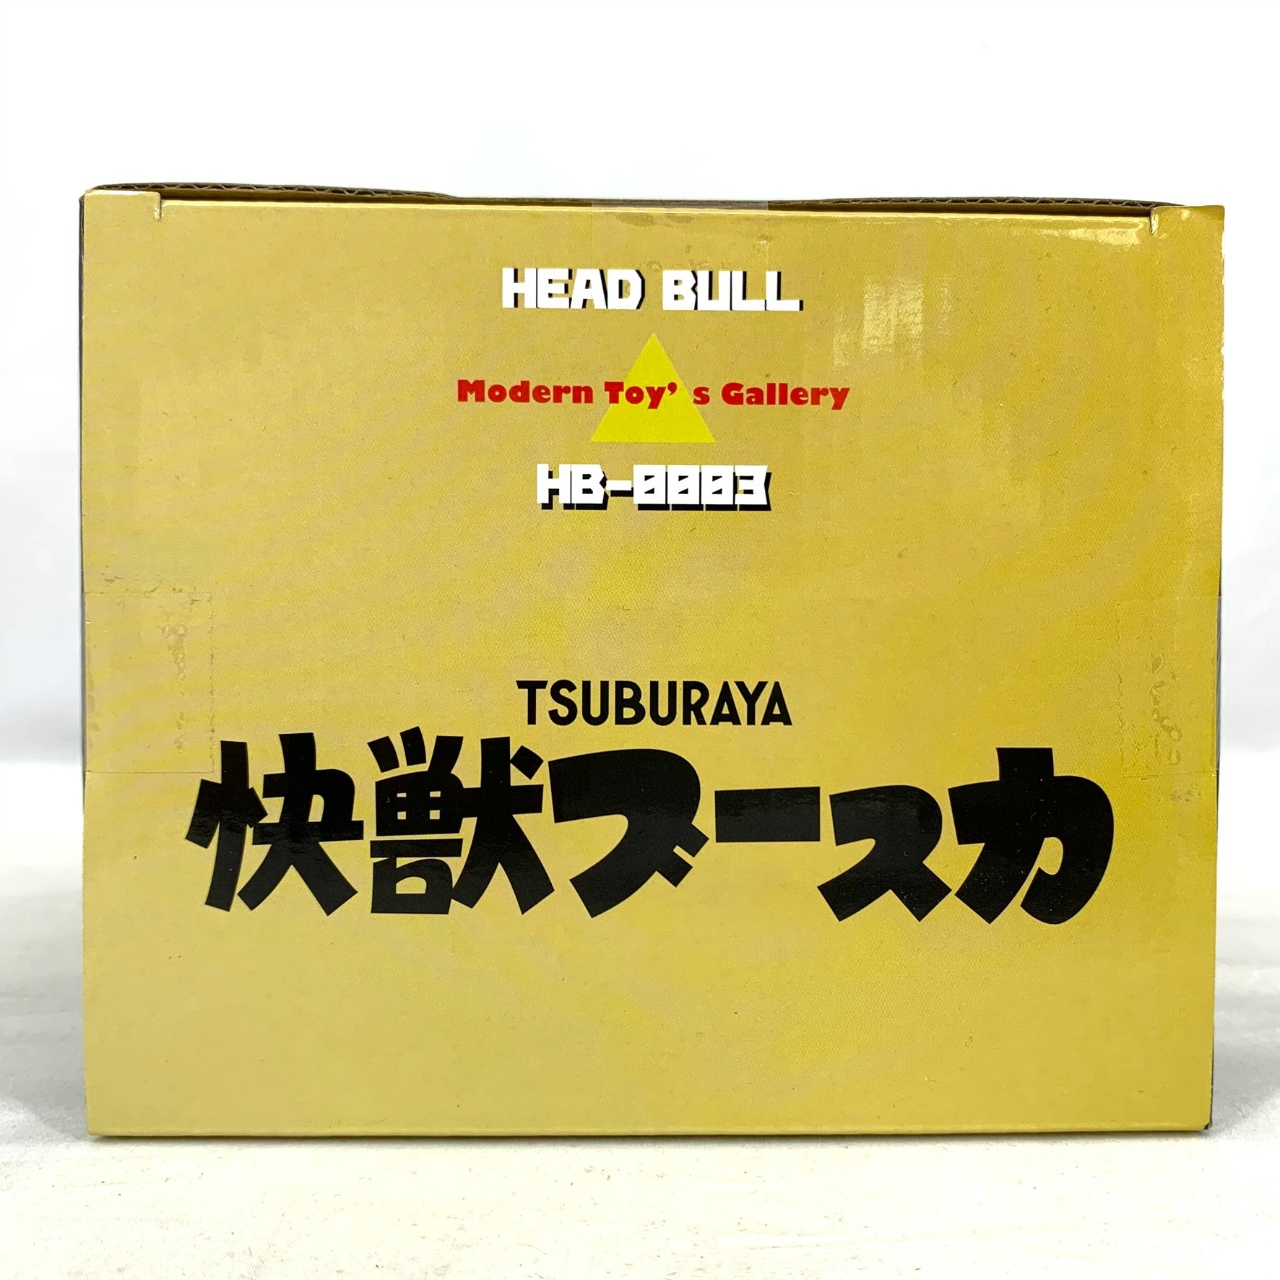 HEAD BULL
Modern Toy's Gallery
HB-0003
TSUBURAYA
快獣ブースカ